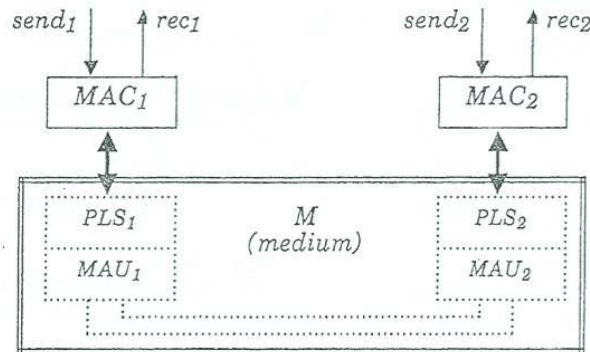 send₁ rec₁ send₂ rec₂
MAC₁ MAC₂
PLS₁ M PLS₂
(medium)
MAU₁ MAU₂